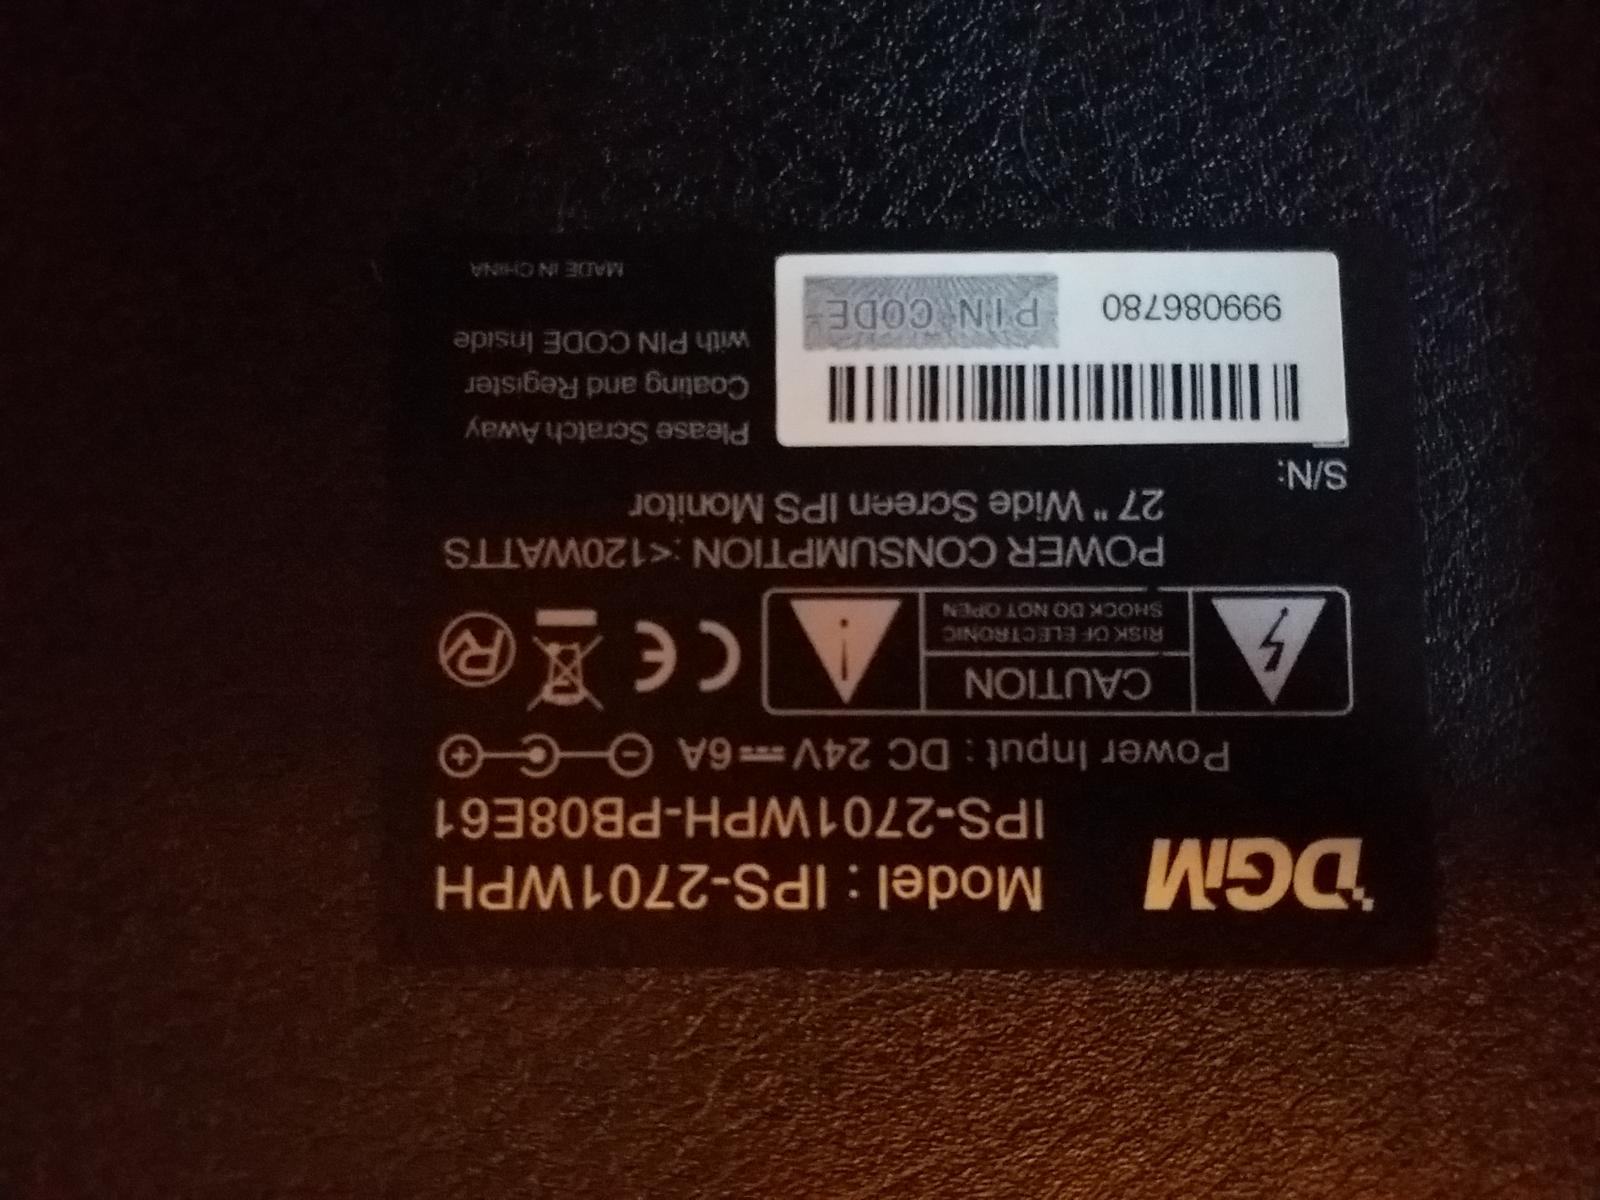 DGM
Model : IPS-2701WPH
IPS-2701WPH-PB08E61
Power Input : DC 24V⎓6A
CAUTION
RISK OF ELECTRONIC
SHOCK DO NOT OPEN
CE
POWER CONSUMPTION :<120WATTS
27" Wide Screen IPS Monitor
S/N:
999086780
PIN CODE
Please Scratch Away
Coating and Register
with PIN CODE Inside
MADE IN CHINA